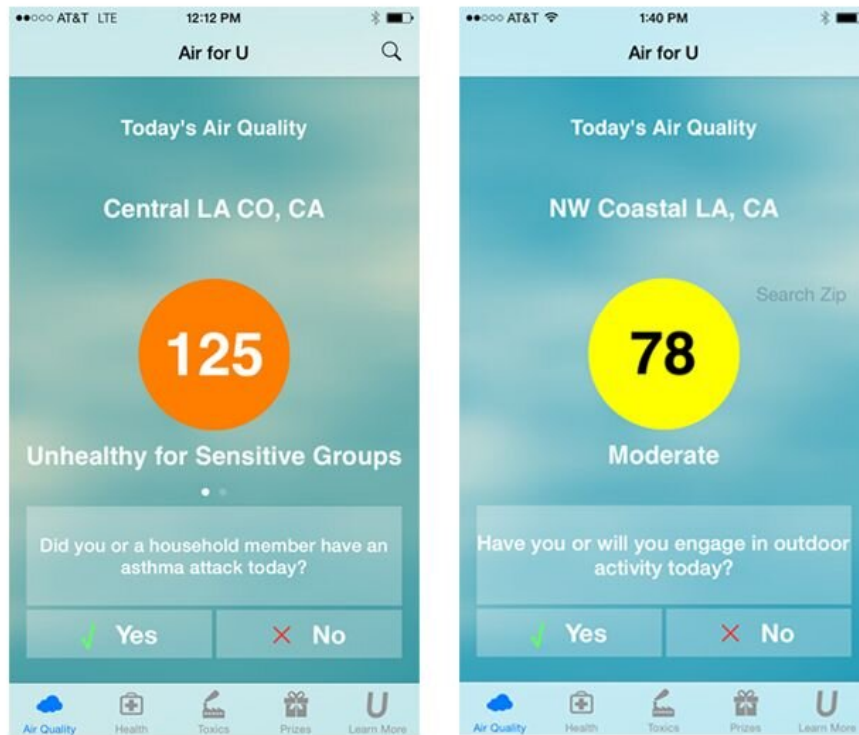 AT&T LTE 12:12 PM
Air for U
Today's Air Quality
Central LA CO, CA
125
Unhealthy for Sensitive Groups
Did you or a household member have an
asthma attack today?
Yes
No
Air Quality
Health
Toxics
Prizes
U
Learn More
AT&T 1:40 PM
Air for U
Today's Air Quality
NW Coastal LA, CA
Search Zip
78
Moderate
Have you or will you engage in outdoor
activity today?
Yes
No
Air Quality
Health
Toxics
Prizes
U
Learn More